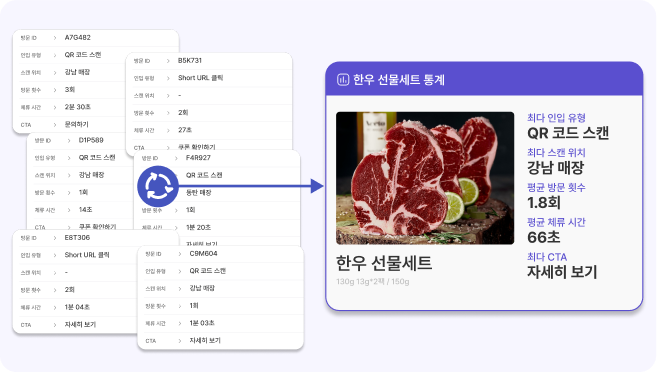 방문 ID > A7G482
인입 유형 > QR 코드 스캔
스캔 위치 > 강남 매장
방문 횟수 > 3회
체류 시간 > 2분 30초
CTA > 문의하기
방문 ID > B5K731
인입 유형 > Short URL 클릭
스캔 위치 > -
방문 횟수 > 2회
체류 시간 > 27초
CTA > 쿠폰 확인하기
방문 ID > D1P589
인입 유형 > QR 코드 스캔
스캔 위치 > 강남 매장
방문 횟수 > 1회
체류 시간 > 14초
CTA > 쿠폰 확인하기
방문 ID > F4R927
QR 코드 스캔
동탄 매장
방문 횟수 > 1회
체류 시간 > 1분 20초
자세히 보기
방문 ID > E8T306
인입 유형 > Short URL 클릭
스캔 위치 > -
방문 횟수 > 2회
체류 시간 > 1분 04초
CTA > 자세히 보기
방문 ID > C9M604
인입 유형 > QR 코드 스캔
스캔 위치 > 강남 매장
방문 횟수 > 1회
체류 시간 > 1분 03초
CTA > 자세히 보기
한우 선물세트 통계
한우 선물세트
130g 13g*2팩 / 150g
최다 인입 유형
QR 코드 스캔
최다 스캔 위치
강남 매장
평균 방문 횟수
1.8회
평균 체류 시간
66초
최다 CTA
자세히 보기